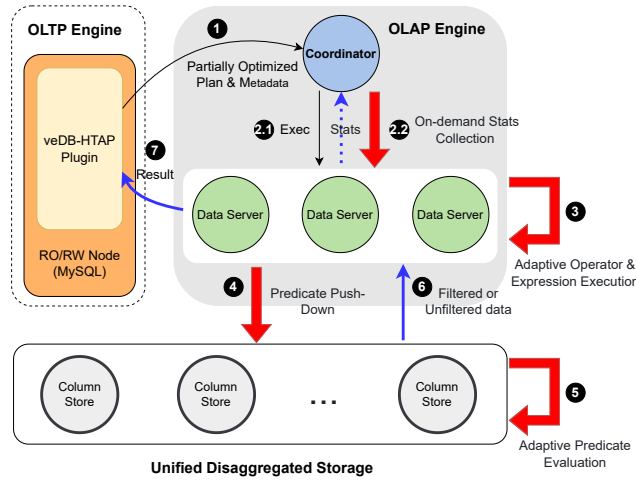 OLTP Engine
1
OLAP Engine
Coordinator
Partially Optimized
Plan & Metadata
veDB-HTAP
Plugin
2.1
Exec
Stats
2.2
On-demand Stats
Collection
7
Result
Data Server
Data Server
Data Server
3
RO/RW Node
(MySQL)
Adaptive Operator &
Expression Execution
4
Predicate Push-
Down
6
Filtered or
Unfiltered data
Column
Store
Column
Store
...
Column
Store
5
Adaptive Predicate
Evaluation
Unified Disaggregated Storage